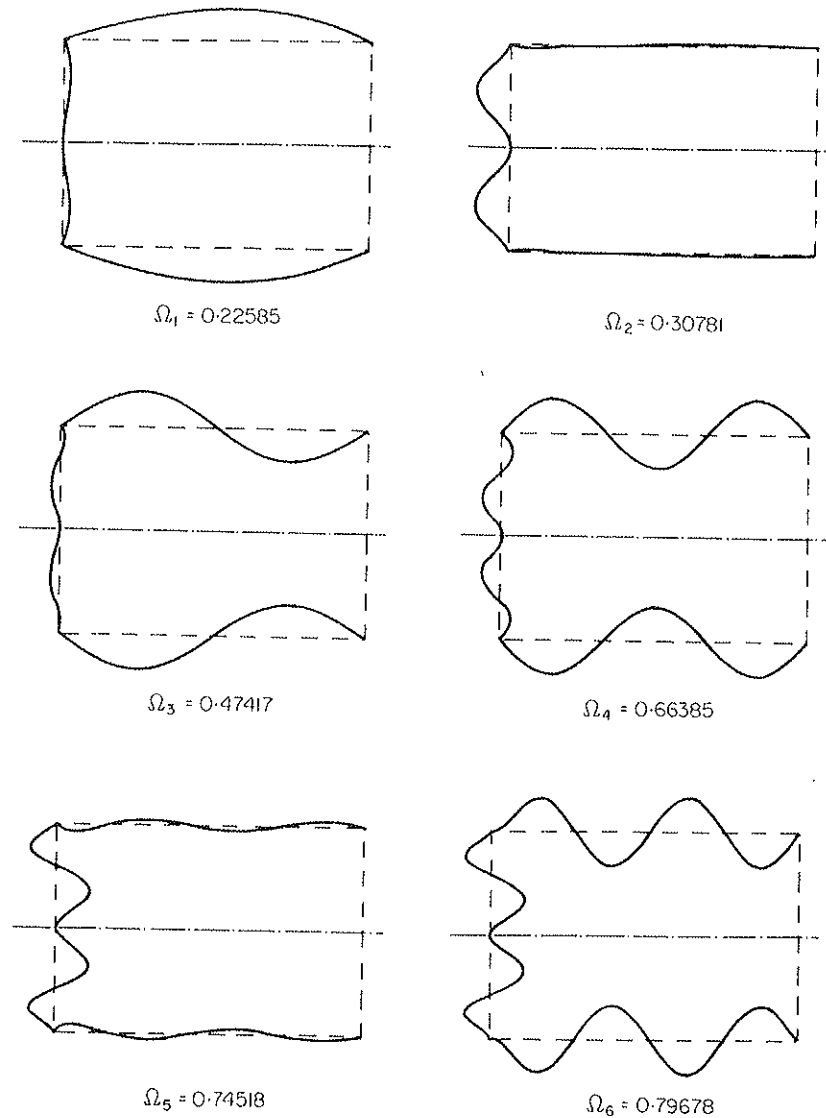 Ω₁ = 0·22585
Ω₂ = 0·30781
Ω₃ = 0·47417
Ω₄ = 0·66385
Ω₅ = 0·74518
Ω₆ = 0·79678